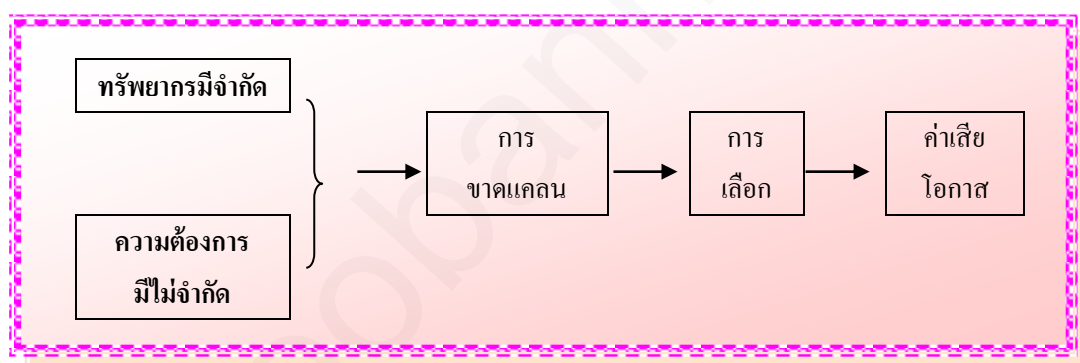 ทรัพยากรมีจำกัด
ความต้องการ
มีไม่จำกัด
การ
ขาดแคลน
การ
เลือก
ค่าเสีย
โอกาส